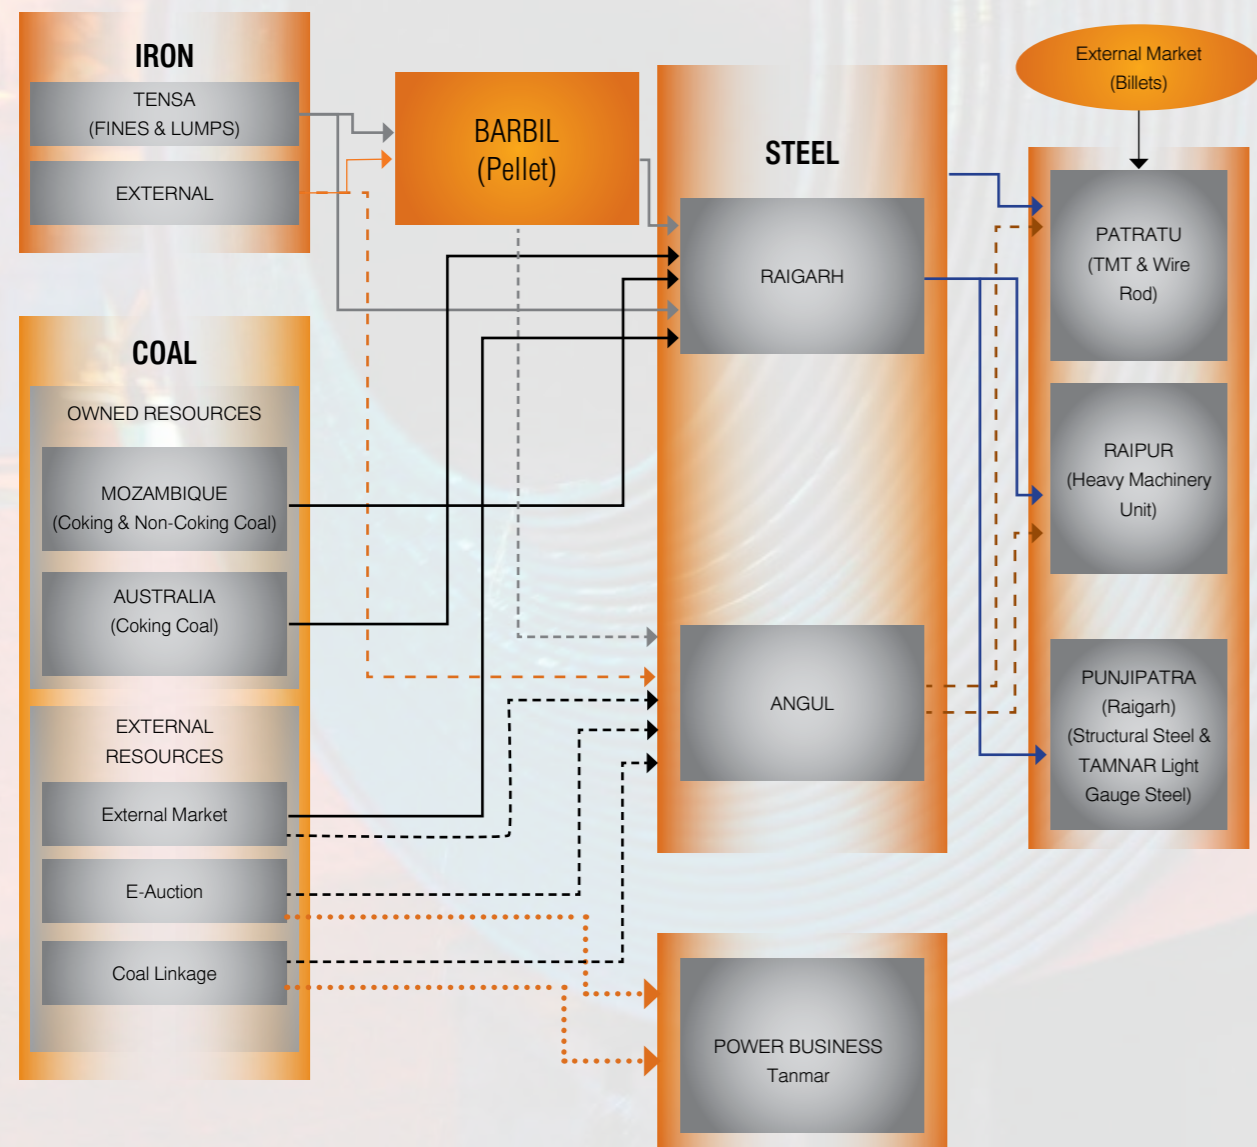 IRON
TENSA
(FINES & LUMPS)
EXTERNAL
COAL
OWNED RESOURCES
MOZAMBIQUE
(Coking & Non-Coking Coal)
AUSTRALIA
(Coking Coal)
EXTERNAL
RESOURCES
External Market
E-Auction
Coal Linkage
BARBIL
(Pellet)
STEEL
RAIGARH
ANGUL
POWER BUSINESS
Tanmar
External Market
(Billets)
PATRATU
(TMT & Wire
Rod)
RAIPUR
(Heavy Machinery
Unit)
PUNJIPATRA
(Raigarh)
(Structural Steel &
TAMNAR Light
Gauge Steel)